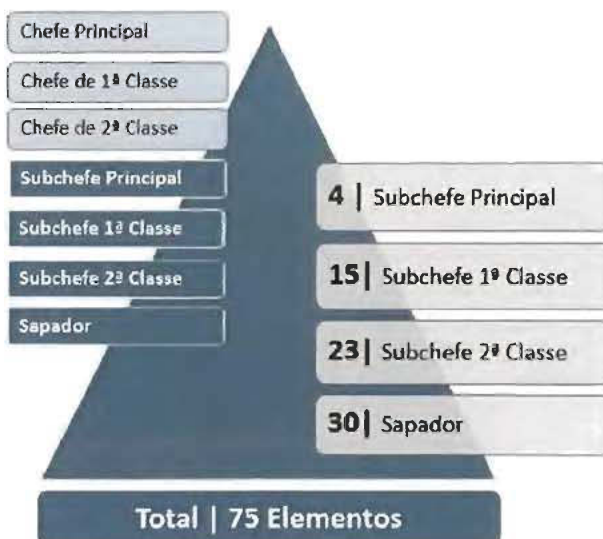 Chefe Principal
Chefe de 1ª Classe
Chefe de 2ª Classe
Subchefe Principal
Subchefe 1ª Classe
Subchefe 2ª Classe
Sapador
4 | Subchefe Principal
15| Subchefe 1ª Classe
23| Subchefe 2ª Classe
30| Sapador
Total | 75 Elementos